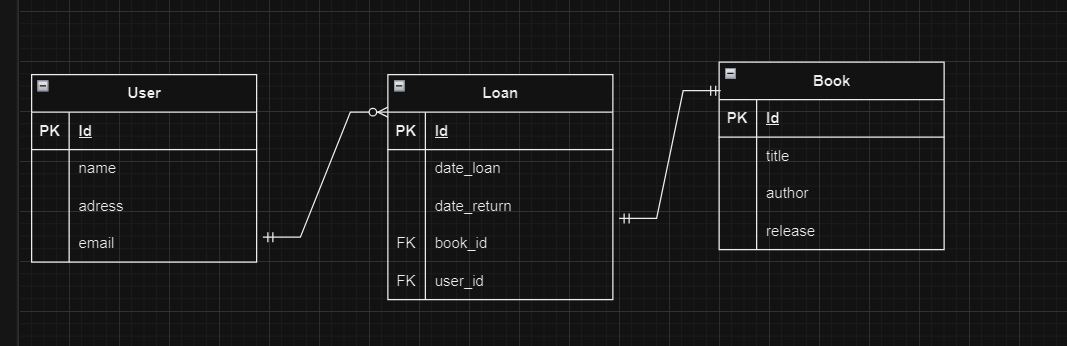 User
PK Id
name
adress
email
Loan
PK Id
date_loan
date_return
FK book_id
FK user_id
Book
PK Id
title
author
release